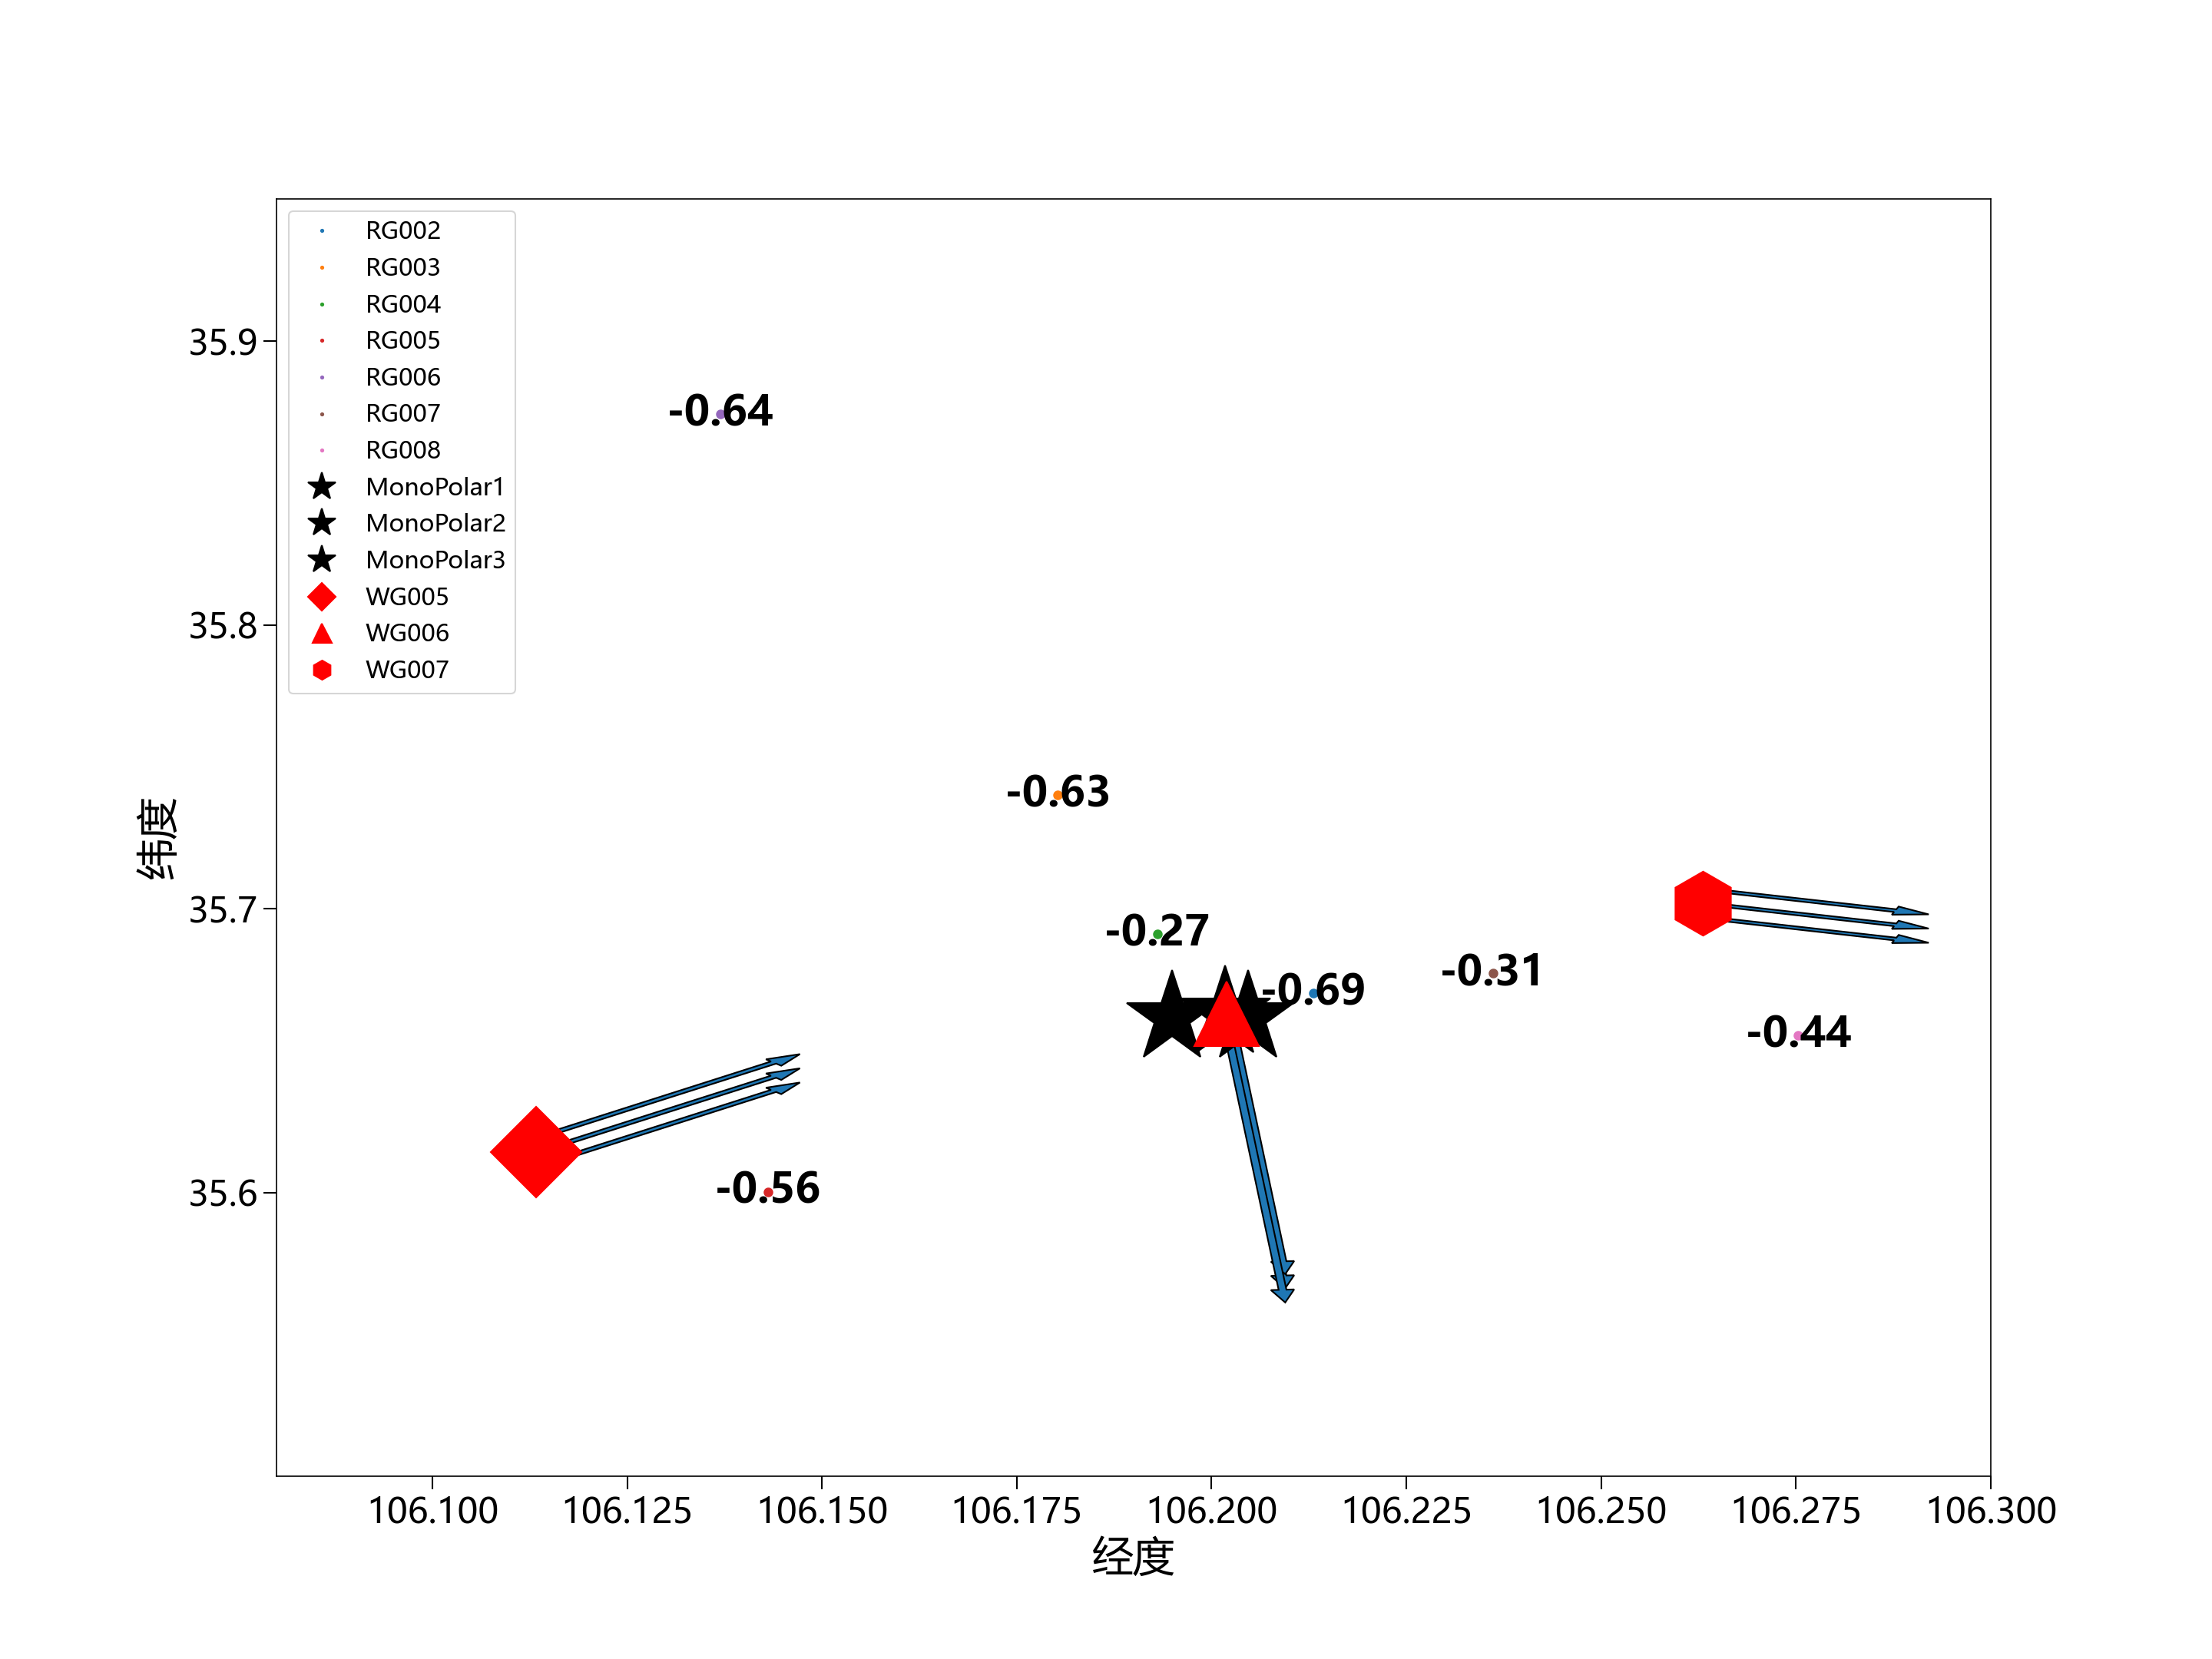 RG002
RG003
RG004
RG005
RG006
RG007
RG008
MonoPolar1
MonoPolar2
MonoPolar3
WG005
WG006
WG007
35.9
35.8
35.7
35.6
纬度
-0.64
-0.63
-0.27
-0.31
-0.69
-0.44
-0.56
106.100
106.125
106.150
106.175
106.200
106.225
106.250
106.275
106.300
经度